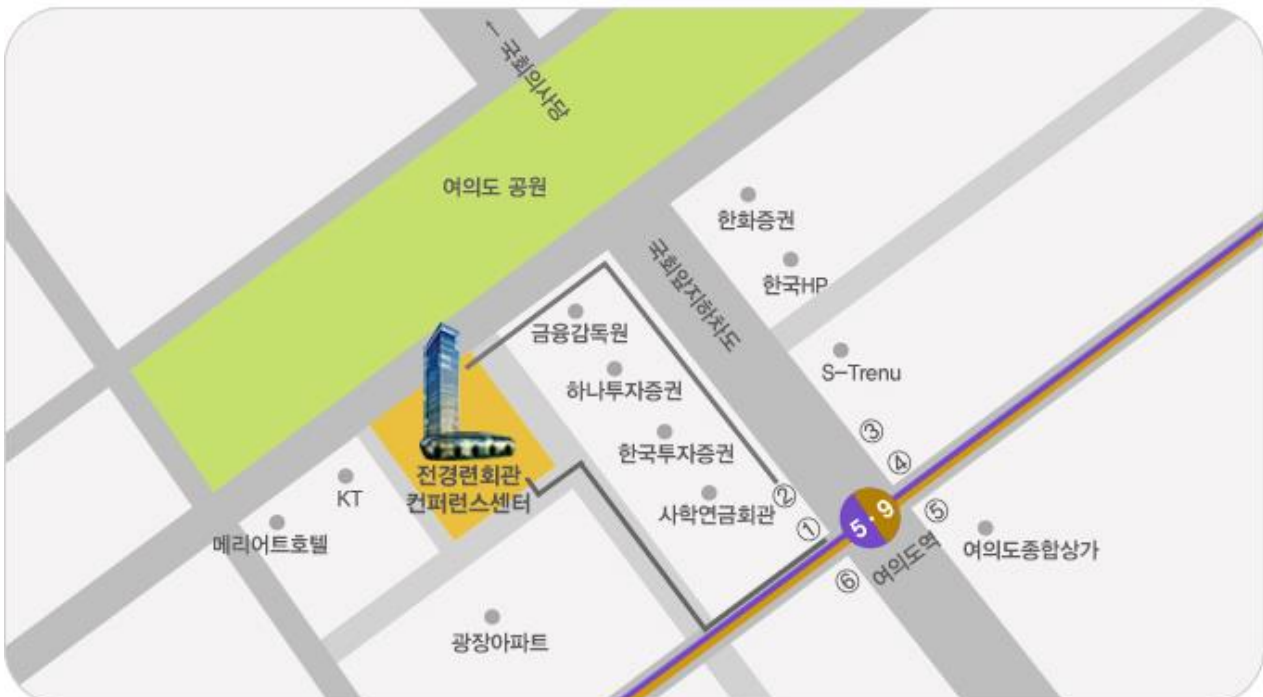 ← 국회의사당
여의도 공원
한화증권
국회앞지하차도
한국HP
금융감독원
S-Trenu
하나투자증권
한국투자증권
③
④
전경련회관
컨퍼런스센터
KT
②
사학연금회관
①
5·9
⑤
메리어트호텔
여의도역
여의도종합상가
⑥
광장아파트